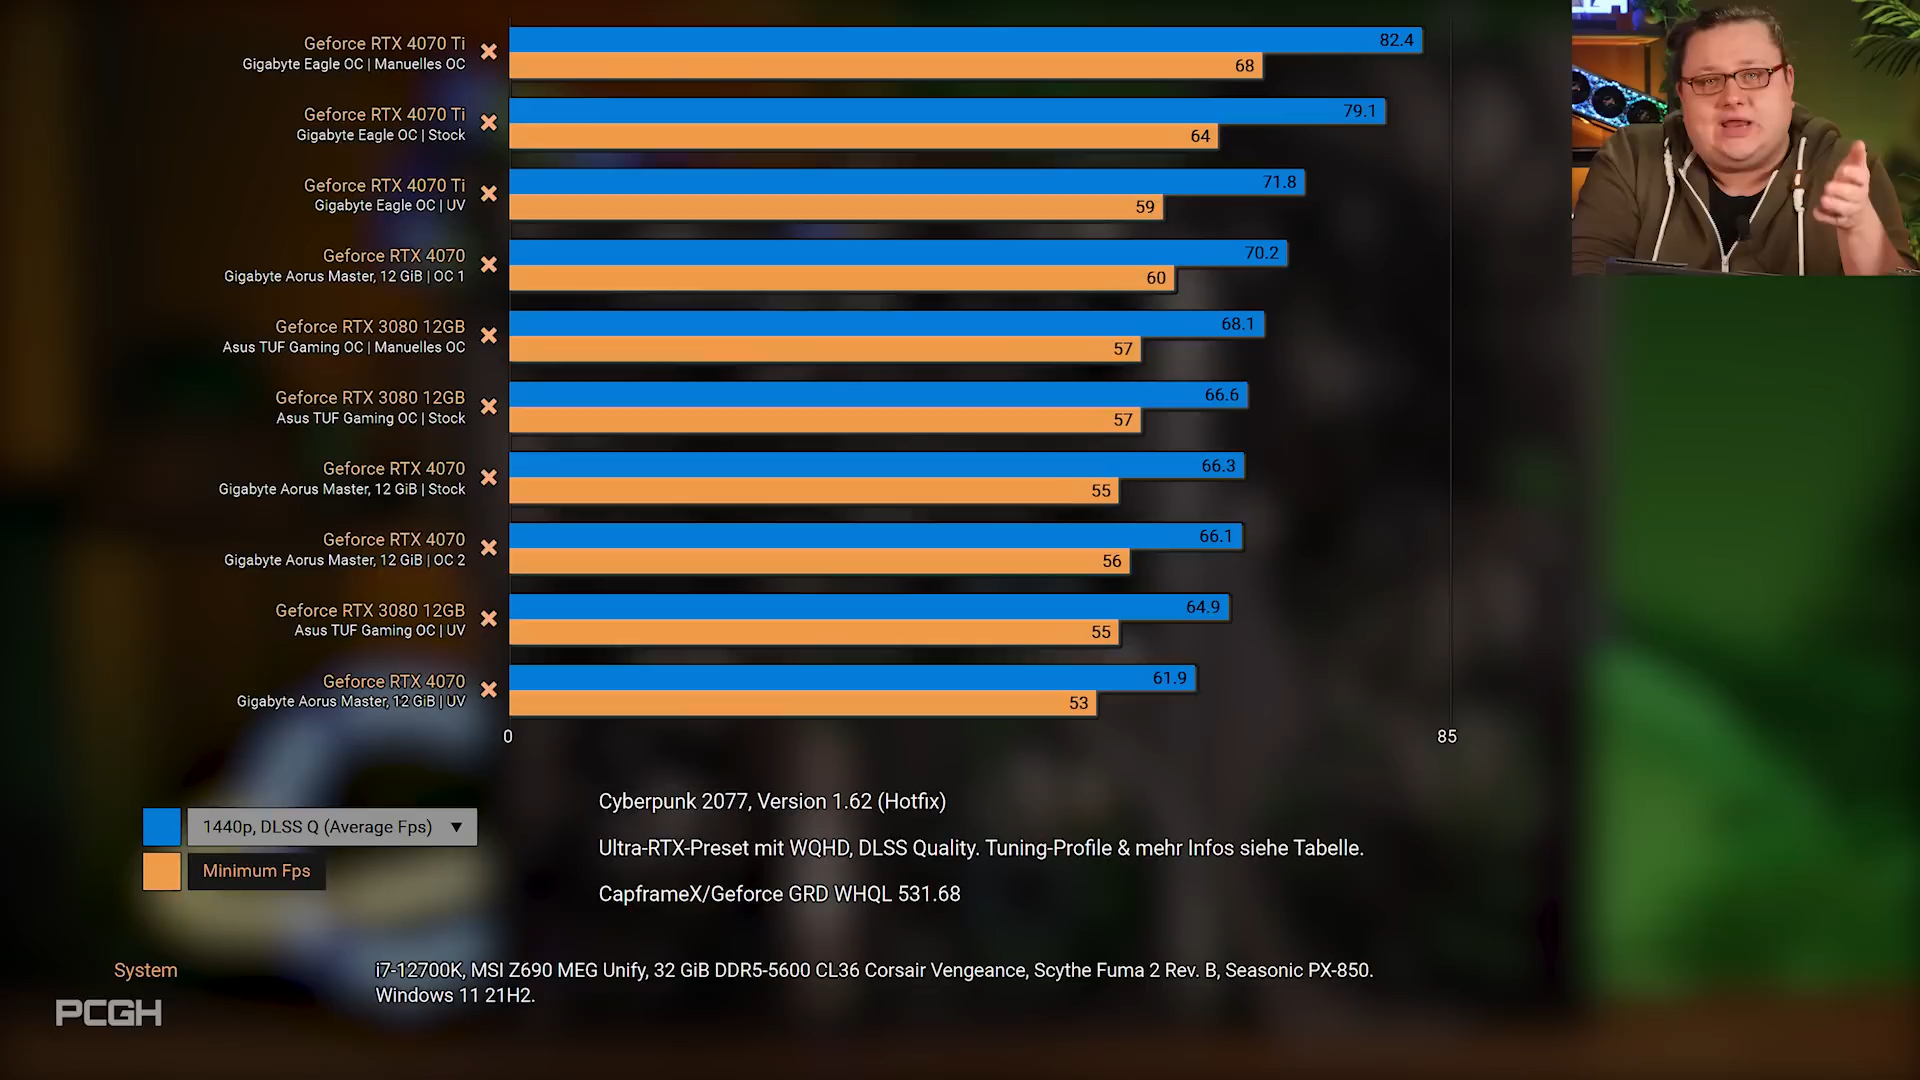 Geforce RTX 4070 Ti
Gigabyte Eagle OC | Manuelles OC
82.4
68
Geforce RTX 4070 Ti
Gigabyte Eagle OC | Stock
79.1
64
Geforce RTX 4070 Ti
Gigabyte Eagle OC | UV
71.8
59
Geforce RTX 4070
Gigabyte Aorus Master, 12 GiB | OC 1
70.2
60
Geforce RTX 3080 12GB
Asus TUF Gaming OC | Manuelles OC
68.1
57
Geforce RTX 3080 12GB
Asus TUF Gaming OC | Stock
66.6
57
Geforce RTX 4070
Gigabyte Aorus Master, 12 GiB | Stock
66.3
55
Geforce RTX 4070
Gigabyte Aorus Master, 12 GiB | OC 2
66.1
56
Geforce RTX 3080 12GB
Asus TUF Gaming OC | UV
64.9
55
Geforce RTX 4070
Gigabyte Aorus Master, 12 GiB | UV
61.9
53
0
85
1440p, DLSS Q (Average Fps)
Minimum Fps
Cyberpunk 2077, Version 1.62 (Hotfix)
Ultra-RTX-Preset mit WQHD, DLSS Quality. Tuning-Profile & mehr Infos siehe Tabelle.
CapframeX/Geforce GRD WHQL 531.68
System
i7-12700K, MSI Z690 MEG Unify, 32 GiB DDR5-5600 CL36 Corsair Vengeance, Scythe Fuma 2 Rev. B, Seasonic PX-850.
Windows 11 21H2.
PCGH